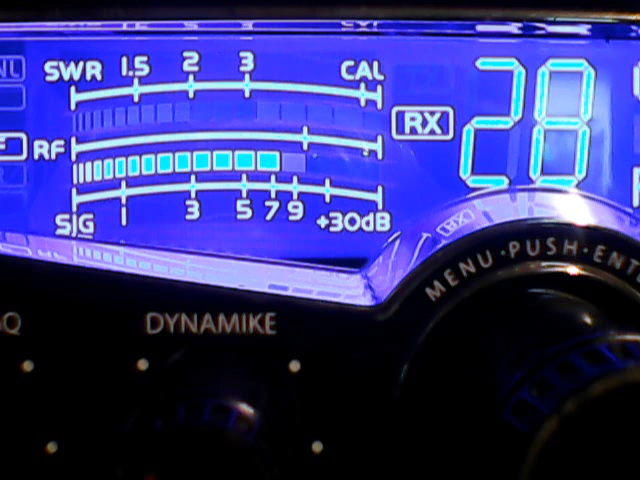 SWR 1.5 2 3 CAL
RX 28
RF
1 3 5 7 9 +30dB
SIG
MENU·PUSH·ENT
DYNAMIKE